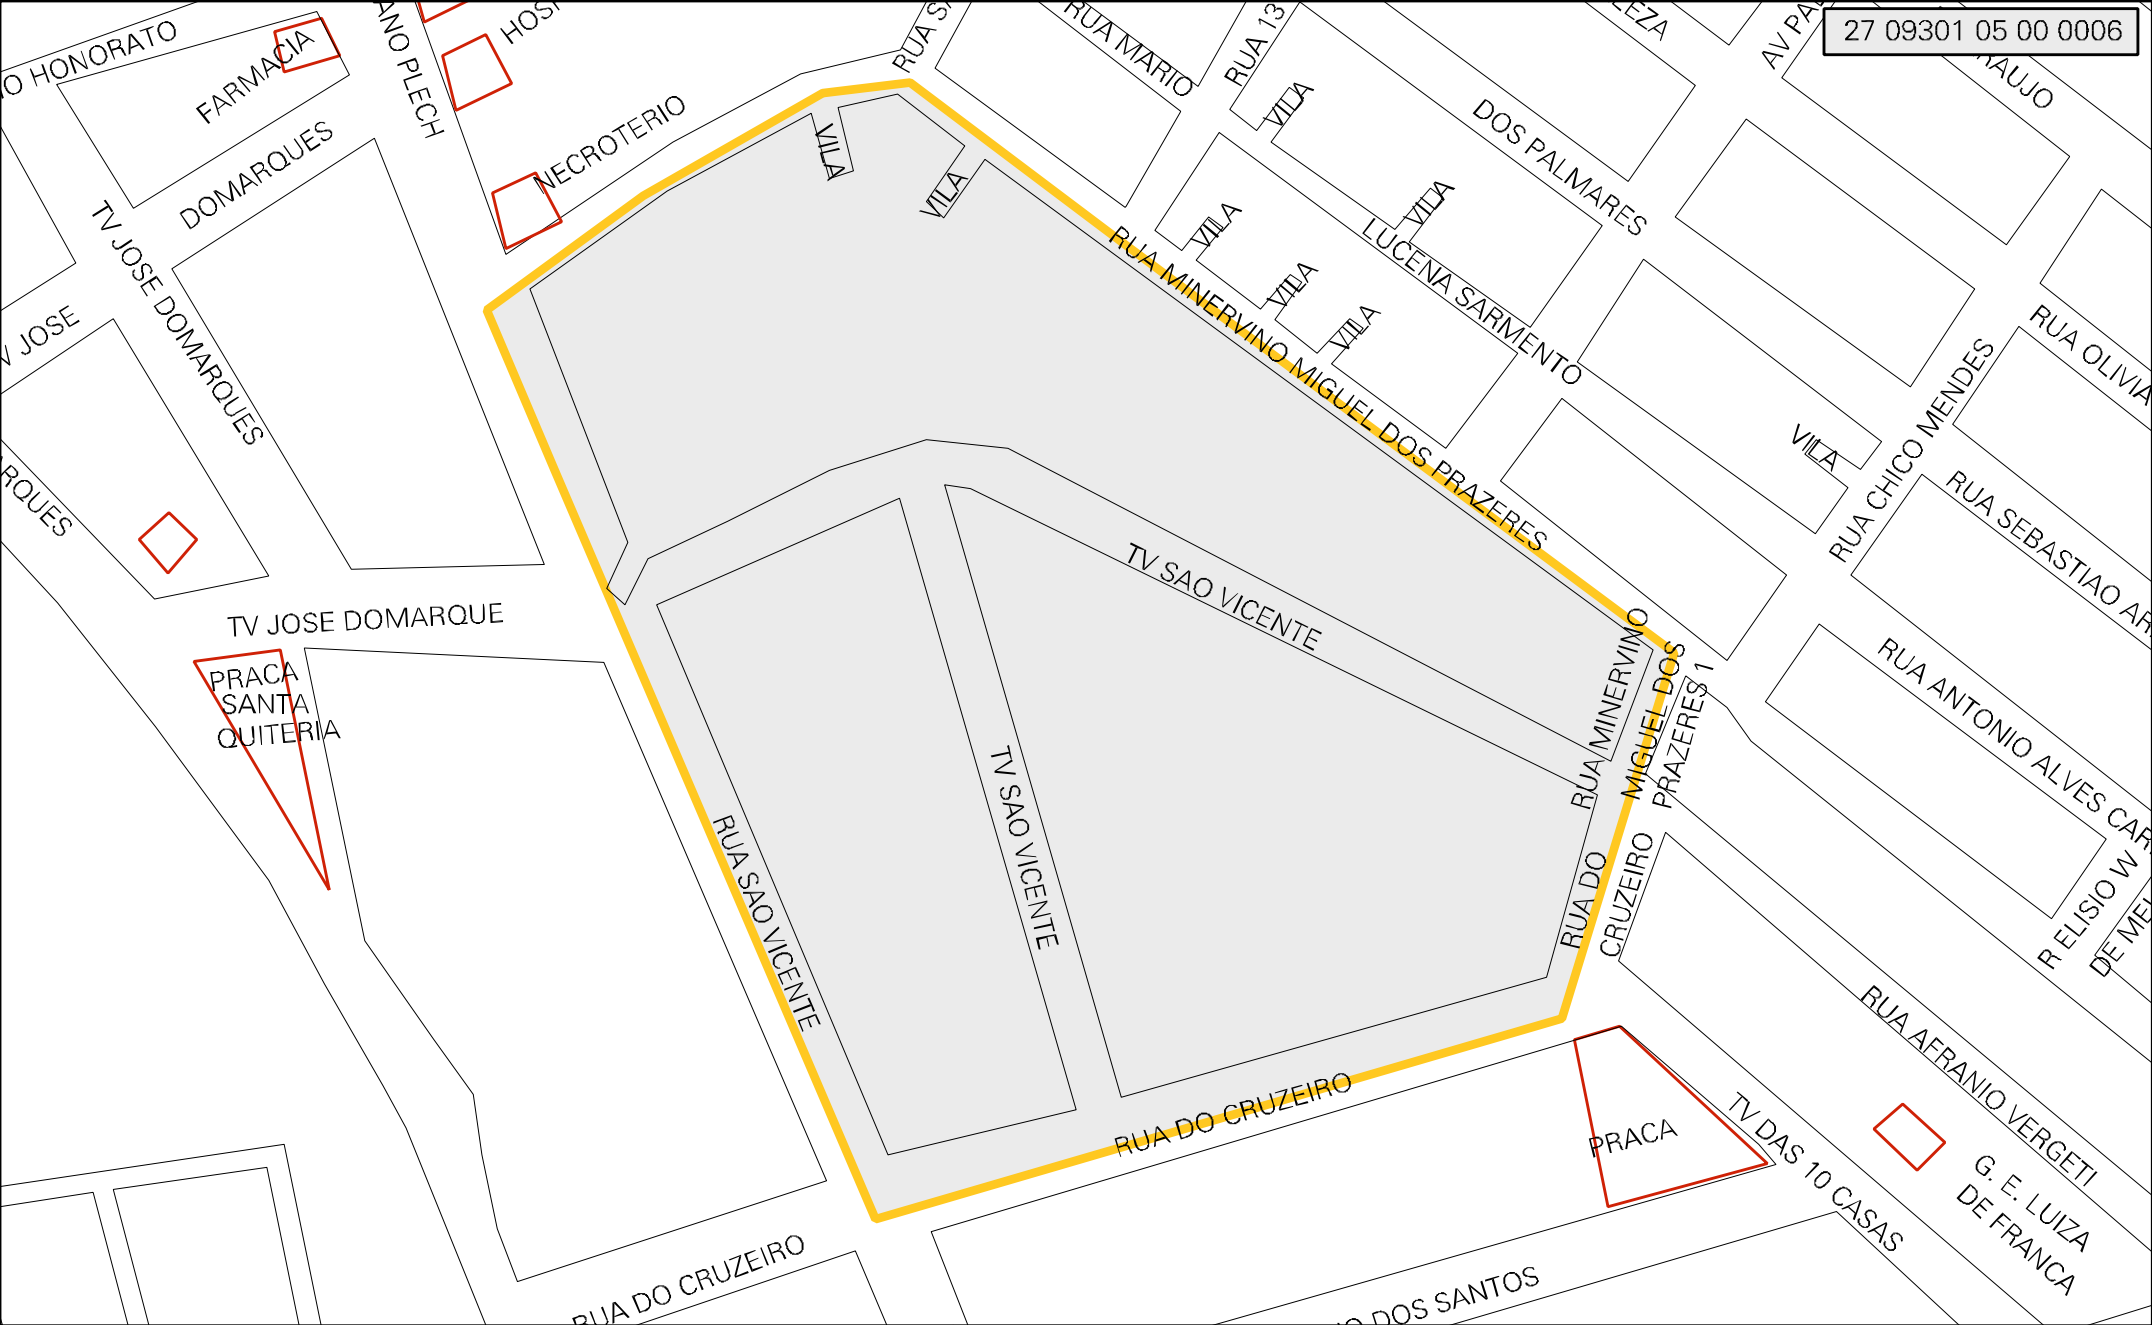 27 09301 05 00 0006
O HONORATO
FARMACIA
ANO PLECH
RUA MARIO
RUA 13
AV
NECROTERIO
VILA
DOS PALMARES
DOMARQUES
TV JOSE DOMARQUES
VILA
VILA
VILA
VILA
LUCENA SARMENTO
RUA MINERVINO MIGUEL DOS PRAZERES
VILA
VILA
JOSE
RUA OLIVIA
RUA CHICO MENDES
VILA
RUA SEBASTIAO
TV SAO VICENTE
TV JOSE DOMARQUE
PRACA
SANTA
QUITERIA
RUA MINERVINO
MIGUEL DOS
PRAZERES 1
RUA ANTONIO ALVES
TV SAO VICENTE
RUA SAO VICENTE
RUA DO
CRUZEIRO
R ELISIO W
DE
RUA AFRANIO VERGETI
RUA DO CRUZEIRO
PRACA
TV DAS 10 CASAS
G. E. LUIZA
DE FRANCA
RUA DO CRUZEIRO
DOS SANTOS